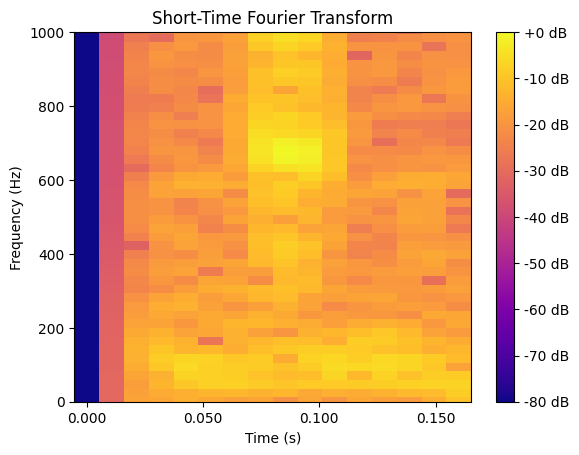 Short-Time Fourier Transform
Frequency (Hz)
1000
800
600
400
200
0
0.000
0.050
0.100
0.150
Time (s)
+0 dB
-10 dB
-20 dB
-30 dB
-40 dB
-50 dB
-60 dB
-70 dB
-80 dB